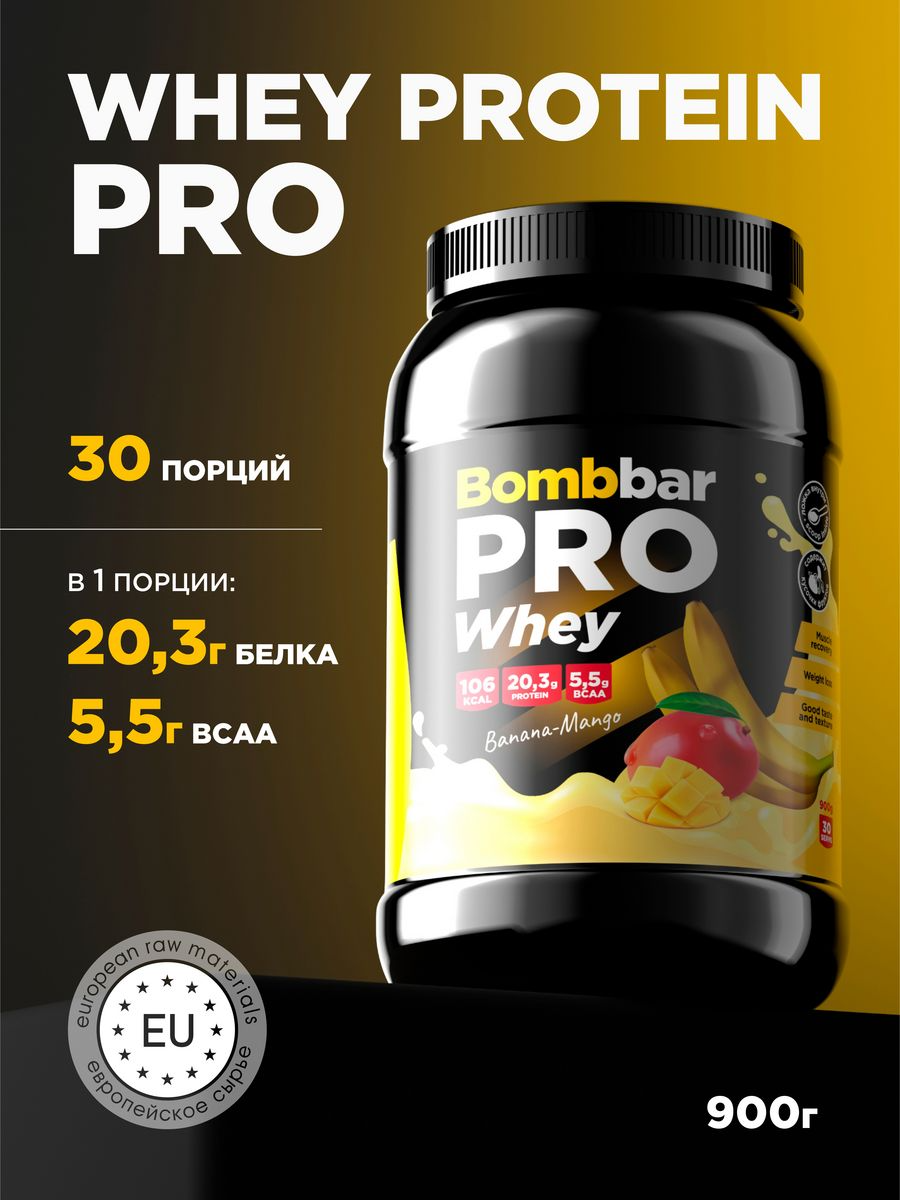 WHEY PROTEIN
PRO
30 ПОРЦИЙ
В 1 ПОРЦИИ:
20,3г БЕЛКА
5,5г BCAA
Bombbar
PRO
Whey
106 KCAL
20,3g PROTEIN
5,5g BCAA
Banana-Mango
Muscle
recovery
Weight loss
Good taste
and texture
900g
30
european raw materials
EU
европейское сырье
900г